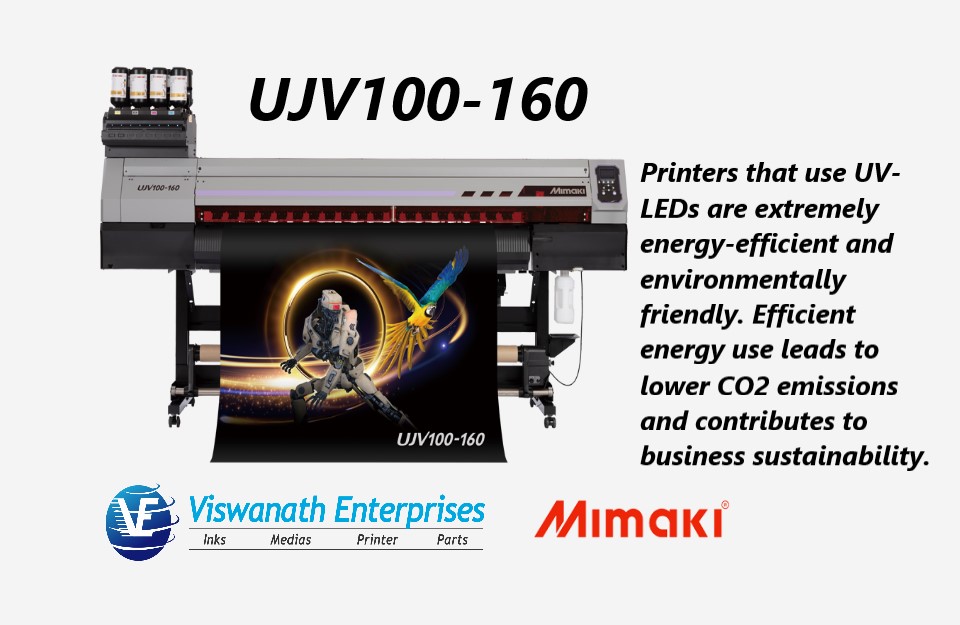 UJV100-160
UJV100-160
Mimaki
Printers that use UV-
LEDs are extremely
energy-efficient and
environmentally
friendly. Efficient
energy use leads to
lower CO2 emissions
and contributes to
business sustainability.
UJV100-160
VE
Viswanath Enterprises
Inks Medias Printer Parts
Mimaki®